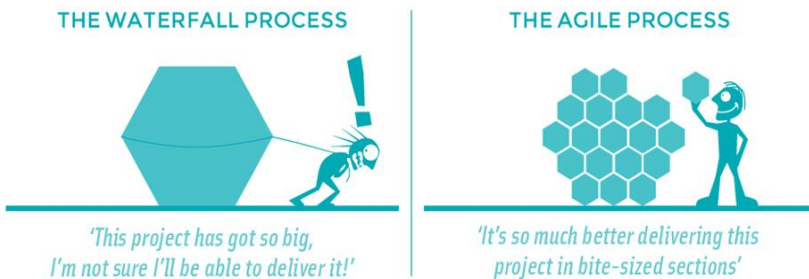 THE WATERFALL PROCESS
'This project has got so big,
I'm not sure I'll be able to deliver it!'
THE AGILE PROCESS
'It's so much better delivering this
project in bite-sized sections'